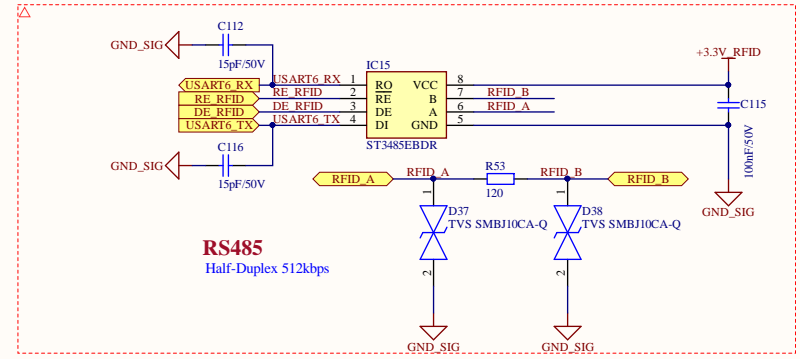 C112
GND_SIG
15pF/50V
IC15
+3.3V_RFID
USART6_RX
USART6_RX
1
RO
VCC
8
RE_RFID
RE_RFID
2
RE
B
7
RFID_B
DE_RFID
DE_RFID
3
DE
A
6
RFID_A
USART6_TX
USART6_TX
4
DI
GND
5
ST3485EBDR
C115
100nF/50V
GND_SIG
C116
GND_SIG
15pF/50V
RFID_A
RFID_A
R53
120
RFID_B
RFID_B
1
D37
TVS SMBJ10CA-Q
2
GND_SIG
1
D38
TVS SMBJ10CA-Q
2
GND_SIG
RS485
Half-Duplex 512kbps